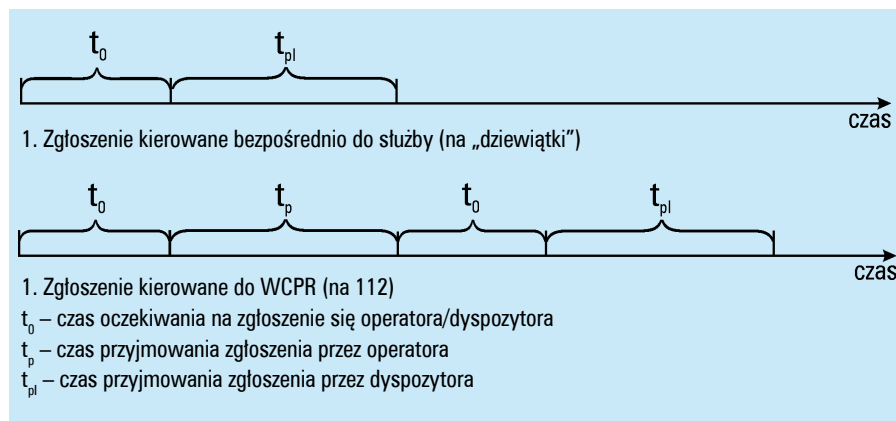 t₀ tₚₗ
czas
1. Zgłoszenie kierowane bezpośrednio do służby (na „dziewiątki”)
t₀ tₚ t₀ tₚₗ
czas
1. Zgłoszenie kierowane do WCPR (na 112)
t₀ – czas oczekiwania na zgłoszenie się operatora/dyspozytora
tₚ – czas przyjmowania zgłoszenia przez operatora
tₚₗ – czas przyjmowania zgłoszenia przez dyspozytora